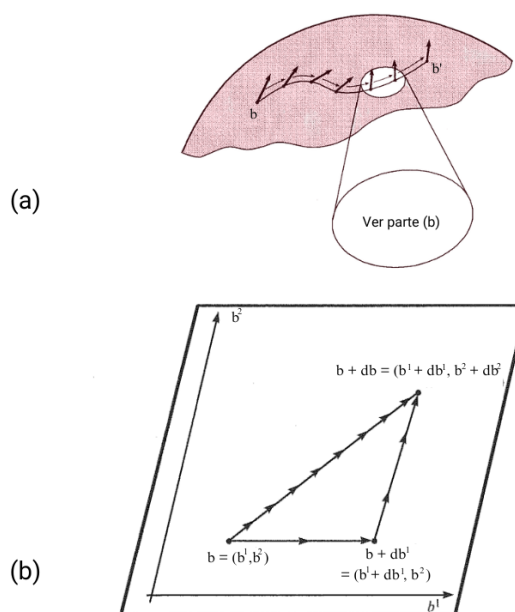 b
b'
(a)
Ver parte (b)
b²
b + db = (b¹ + db¹, b² + db²
b = (b¹,b²)
b + db¹
= (b¹ + db¹, b²)
(b)
b¹